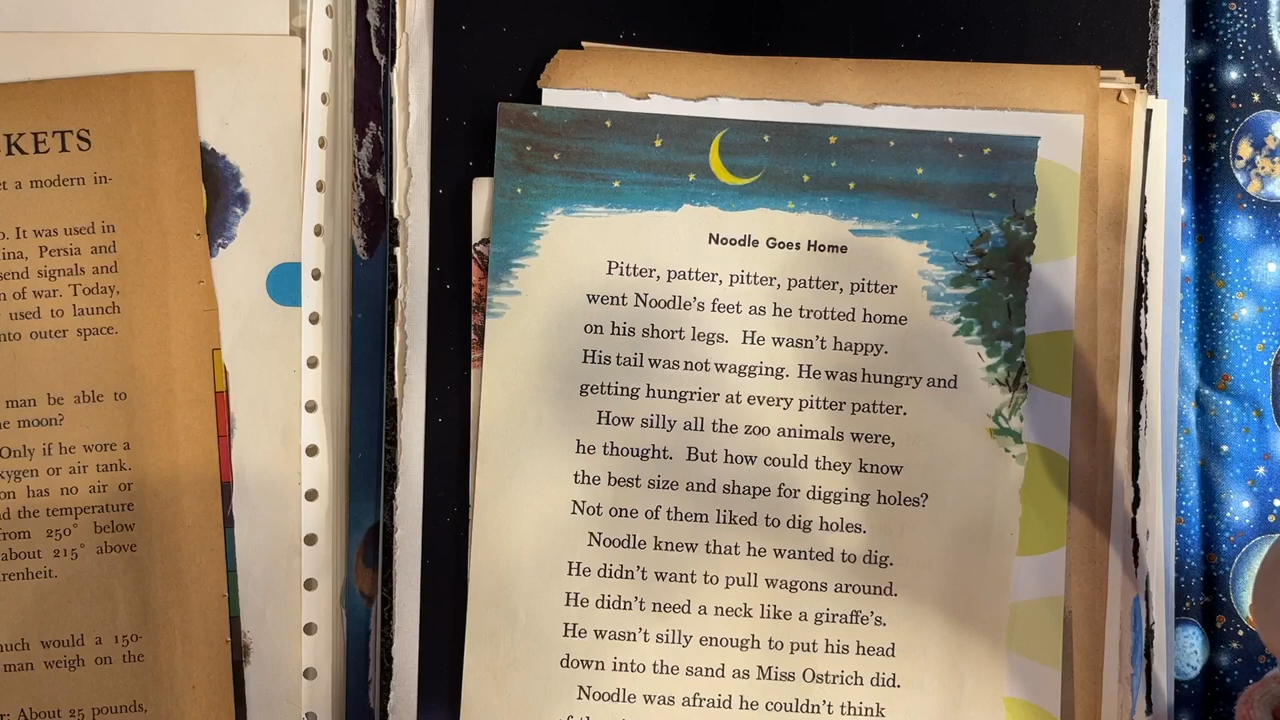 KETS
et a modern in-
o. It was used in
ina, Persia and
send signals and
n of war. Today,
used to launch
nto outer space.
man be able to
e moon?
Only if he wore a
xygen or air tank.
on has no air or
nd the temperature
from 250° below
about 215° above
renheit.
much would a 150-
man weigh on the
r: About 25 pounds,
Noodle Goes Home
Pitter, patter, pitter, patter, pitter
went Noodle's feet as he trotted home
on his short legs. He wasn't happy.
His tail was not wagging. He was hungry and
getting hungrier at every pitter patter.
How silly all the zoo animals were,
he thought. But how could they know
the best size and shape for digging holes?
Not one of them liked to dig holes.
Noodle knew that he wanted to dig.
He didn't want to pull wagons around.
He didn't need a neck like a giraffe's.
He wasn't silly enough to put his head
down into the sand as Miss Ostrich did.
Noodle was afraid he couldn't think